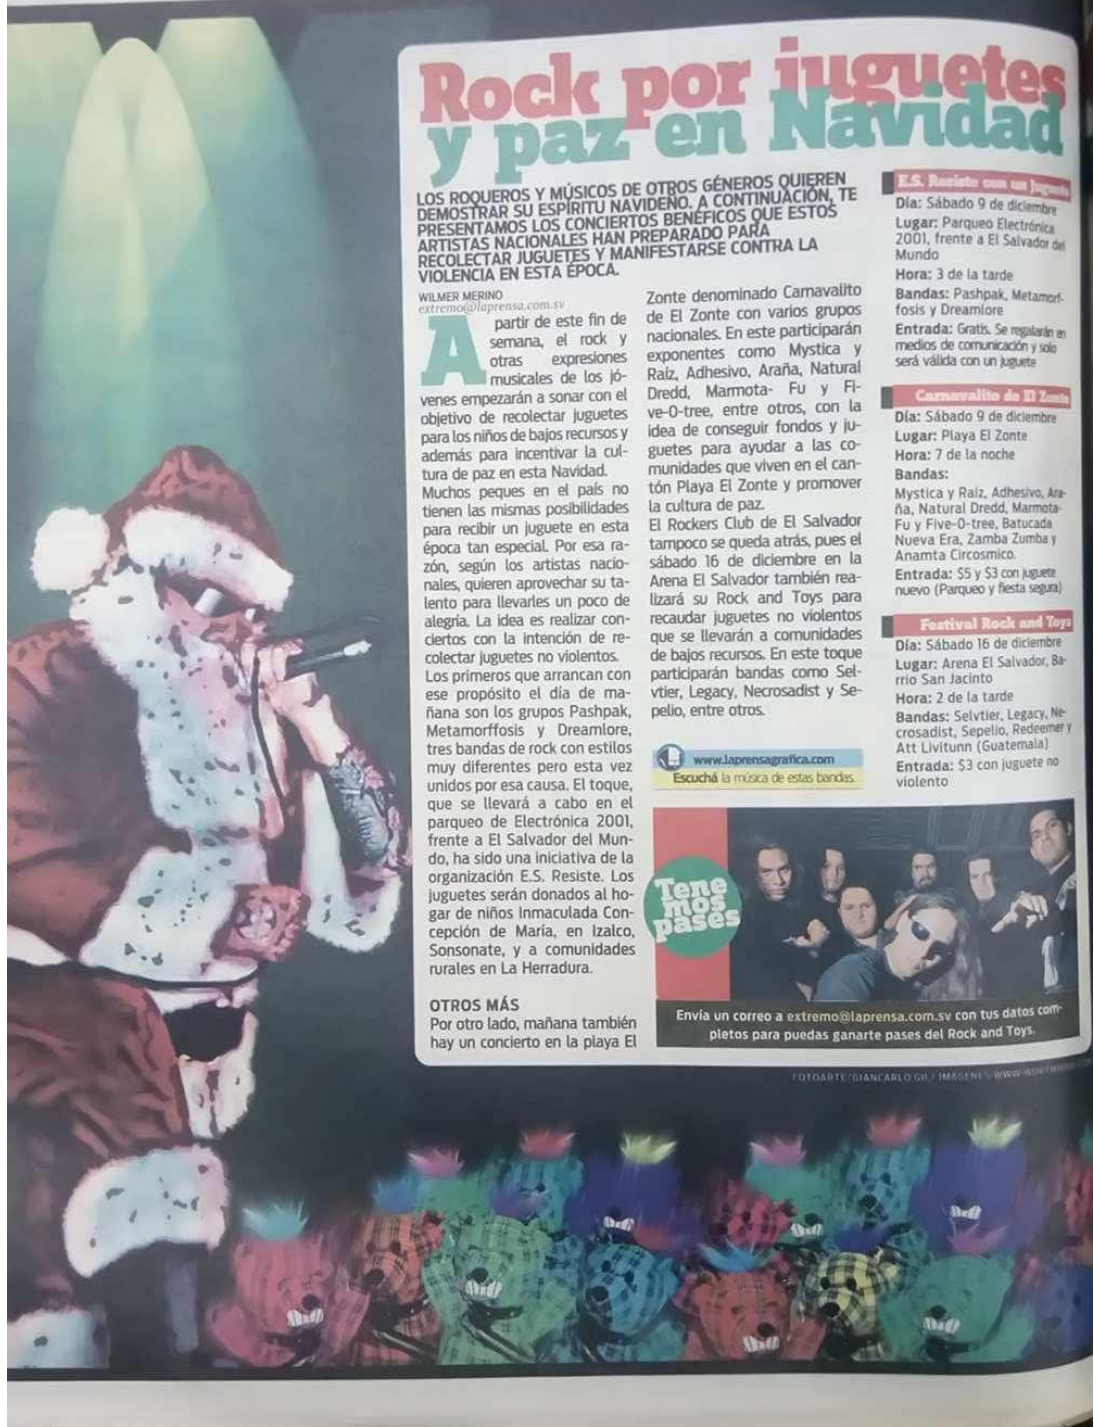 Rock por juguetes
y paz en Navidad
LOS ROQUEROS Y MÚSICOS DE OTROS GÉNEROS QUIEREN
DEMOSTRAR SU ESPÍRITU NAVIDEÑO. A CONTINUACIÓN, TE
PRESENTAMOS LOS CONCIERTOS BENÉFICOS QUE ESTOS
ARTISTAS NACIONALES HAN PREPARADO PARA
RECOLECTAR JUGUETES Y MANIFESTARSE CONTRA LA
VIOLENCIA EN ESTA ÉPOCA.
WILMER MERINO
extremo@laprensa.com.sv
A partir de este fin de
semana, el rock y
otras expresiones
musicales de los jó-
venes empezarán a sonar con el
objetivo de recolectar juguetes
para los niños de bajos recursos y
además para incentivar la cul-
tura de paz en esta Navidad.
Muchos peques en el país no
tienen las mismas posibilidades
para recibir un juguete en esta
época tan especial. Por esa ra-
zón, según los artistas nacio-
nales, quieren aprovechar su ta-
lento para llevarles un poco de
alegría. La idea es realizar con-
ciertos con la intención de re-
colectar juguetes no violentos.
Los primeros que arrancan con
ese propósito el día de ma-
ñana son los grupos Pashpak,
Metamorffosis y Dreamlore,
tres bandas de rock con estilos
muy diferentes pero esta vez
unidos por esa causa. El toque,
que se llevará a cabo en el
parqueo de Electrónica 2001,
frente a El Salvador del Mun-
do, ha sido una iniciativa de la
organización E.S. Resiste. Los
juguetes serán donados al ho-
gar de niños Inmaculada Con-
cepción de María, en Izalco,
Sonsonate, y a comunidades
rurales en La Herradura.
OTROS MÁS
Por otro lado, mañana también
hay un concierto en la playa El
Zonte denominado Carnavalito
de El Zonte con varios grupos
nacionales. En este participarán
exponentes como Mystica y
Raíz, Adhesivo, Araña, Natural
Dredd, Marmota- Fu y Fi-
ve-O-tree, entre otros, con la
idea de conseguir fondos y ju-
guetes para ayudar a las co-
munidades que viven en el can-
tón Playa El Zonte y promover
la cultura de paz.
El Rockers Club de El Salvador
tampoco se queda atrás, pues el
sábado 16 de diciembre en la
Arena El Salvador también rea-
lizará su Rock and Toys para
recaudar juguetes no violentos
que se llevarán a comunidades
de bajos recursos. En este toque
participarán bandas como Sel-
vtier, Legacy, Necrosadist y Se-
pelio, entre otros.
www.laprensagrafica.com
Escuchá la música de estas bandas.
E.S. Resiste con un juguete
Día: Sábado 9 de diciembre
Lugar: Parqueo Electrónica
2001, frente a El Salvador del
Mundo
Hora: 3 de la tarde
Bandas: Pashpak, Metamorf-
fosis y Dreamlore
Entrada: Gratis. Se regalarán en
medios de comunicación y solo
será válida con un juguete
Carnavalito de El Zonte
Día: Sábado 9 de diciembre
Lugar: Playa El Zonte
Hora: 7 de la noche
Bandas:
Mystica y Raíz, Adhesivo, Ara-
ña, Natural Dredd, Marmota-
Fu y Five-O-tree, Batucada
Nueva Era, Zamba Zumba y
Anamta Circosmico.
Entrada: $5 y $3 con juguete
nuevo (Parqueo y fiesta segura)
Festival Rock and Toys
Día: Sábado 16 de diciembre
Lugar: Arena El Salvador, Ba-
rrio San Jacinto
Hora: 2 de la tarde
Bandas: Selvtier, Legacy, Ne-
crosadist, Sepelio, Redeemer y
Att Livitunn (Guatemala)
Entrada: $3 con juguete no
violento
Tene
mos
pases
Envía un correo a extremo@laprensa.com.sv con tus datos com-
pletos para puedas ganarte pases del Rock and Toys.
FOTOARTE/GIANCARLO GIL/ IMÁGENES